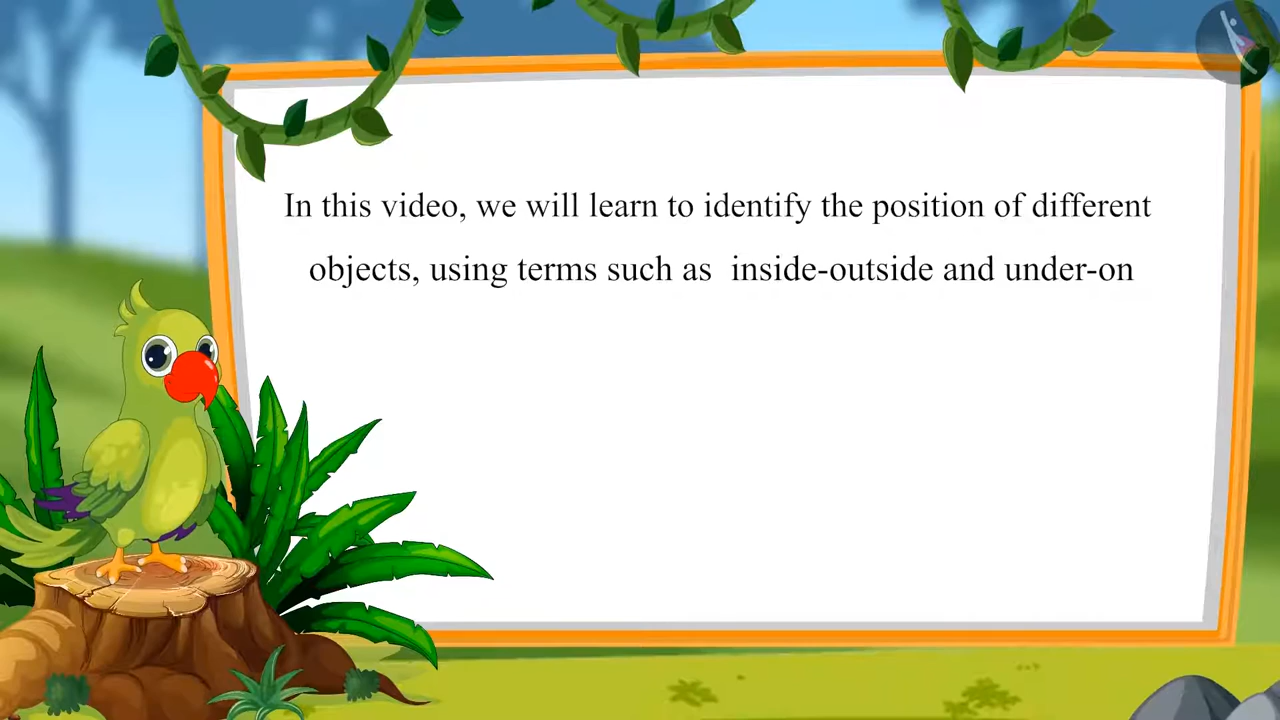 In this video, we will learn to identify the position of different
objects, using terms such as  inside-outside and under-on